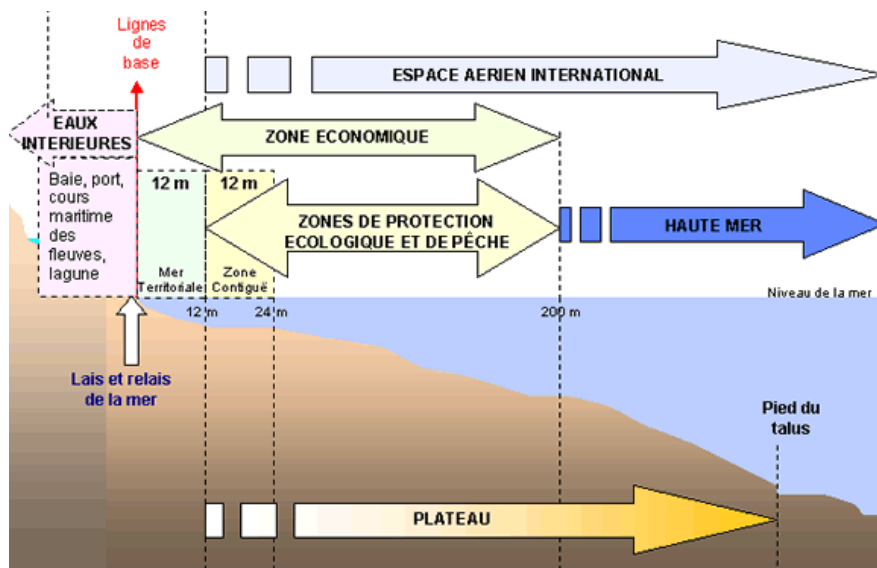 Lignes
de
base
ESPACE AERIEN INTERNATIONAL
EAUX
INTERIEURES
ZONE ECONOMIQUE
Baie, port,
cours
maritime
des
fleuves,
lagune
12 m
12 m
ZONES DE PROTECTION
ECOLOGIQUE ET DE PÊCHE
HAUTE MER
Mer
Territoriale
Zone
Contiguë
Niveau de la mer
12 m
24 m
200 m
Lais et relais
de la mer
Pied du
talus
PLATEAU